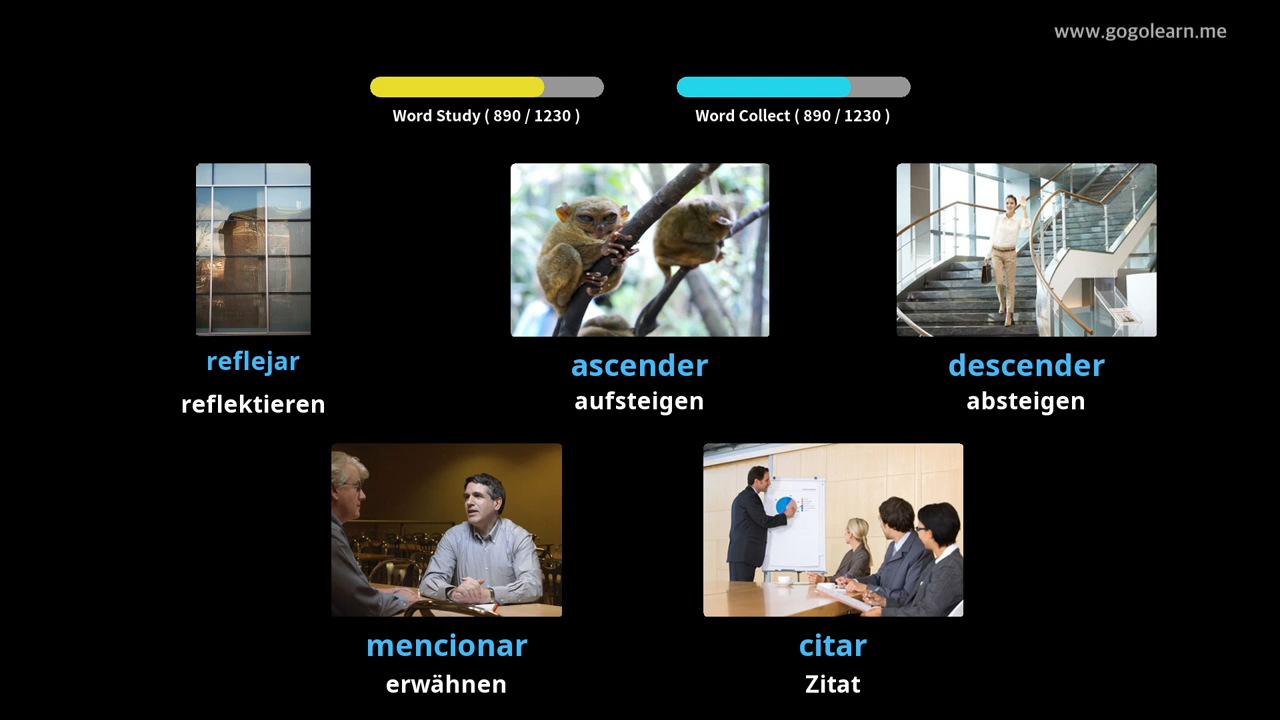 www.gogolearn.me
Word Study ( 890 / 1230 )
Word Collect ( 890 / 1230 )
reflejar
reflektieren
ascender
aufsteigen
descender
absteigen
mencionar
erwähnen
citar
Zitat